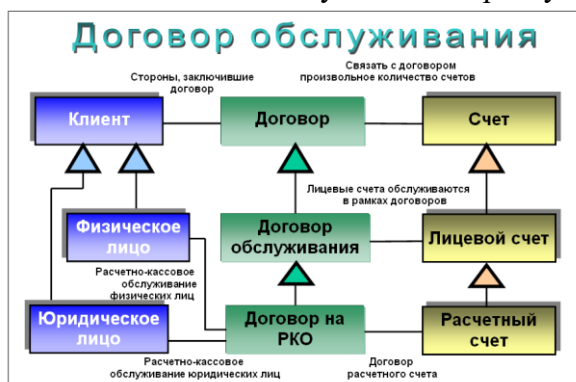 Договор обслуживания
Стороны, заключившие
договор
Связать с договором
произвольное количество счетов
Клиент
Договор
Счет
Лицевые счета обслуживаются
в рамках договоров
Физическое
лицо
Договор
обслуживания
Лицевой счет
Расчетно-кассовое
обслуживание
физических лиц
Юридическое
лицо
Договор на
РКО
Расчетный
счет
Расчетно-кассовое
обслуживание юридических лиц
Договор
расчетного счета